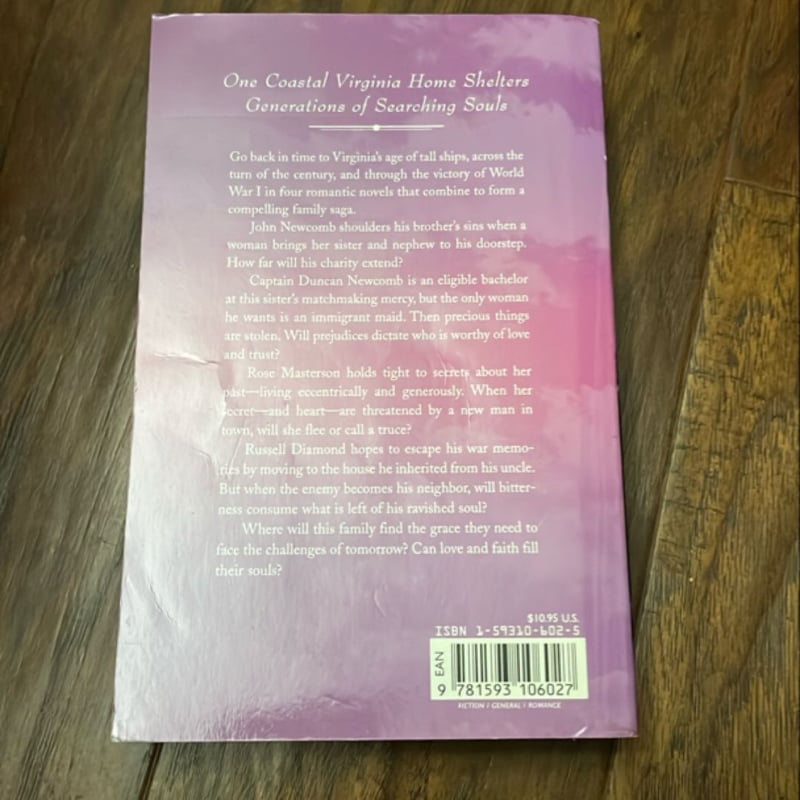 One Coastal Virginia Home Shelters
Generations of Searching Souls
Go back in time to Virginia's age of tall ships, across the
turn of the century, and through the victory of World
War I in four romantic novels that combine to form a
compelling family saga.
John Newcomb shoulders his brother's sins when a
woman brings her sister and nephew to his doorstep.
How far will his charity extend?
Captain Duncan Newcomb is an eligible bachelor
at this sister's matchmaking mercy, but the only woman
he wants is an immigrant maid. Then precious things
are stolen. Will prejudices dictate who is worthy of love
and trust?
Rose Masterson holds tight to secrets about her
past—living eccentrically and generously. When her
secret—and heart—are threatened by a new man in
town, will she flee or call a truce?
Russell Diamond hopes to escape his war memo-
ries by moving to the house he inherited from his uncle.
But when the enemy becomes his neighbor, will bitter-
ness consume what is left of his ravished soul?
Where will this family find the grace they need to
face the challenges of tomorrow? Can love and faith fill
their souls?
$10.95 U.S.
ISBN 1-59310-602-5
EAN
9 781593 106027
FICTION / GENERAL / ROMANCE